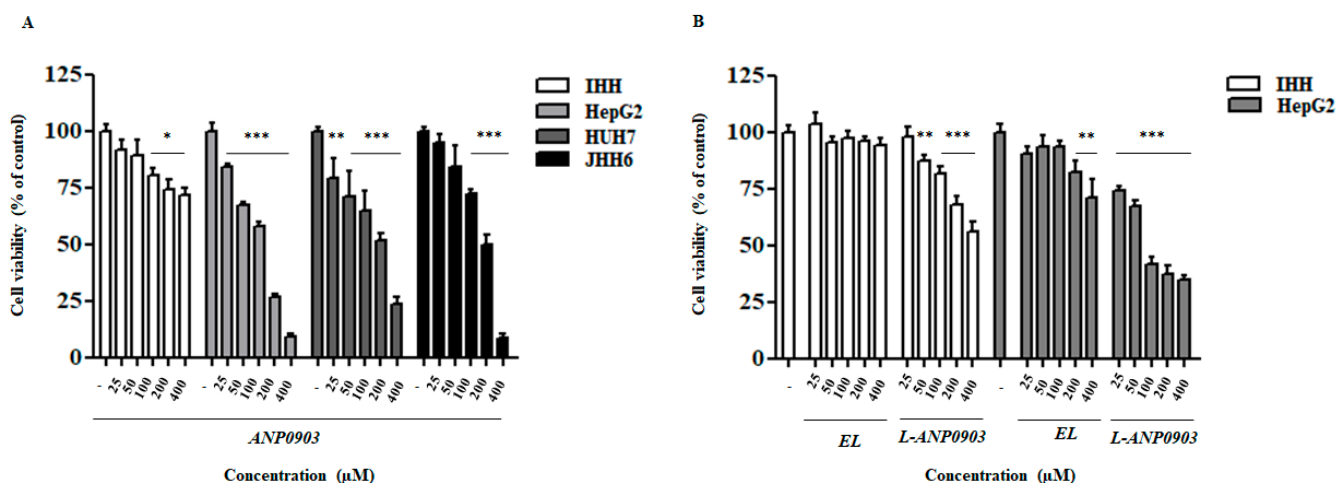 A
Cell viability (% of control)
125
100
75
50
25
0
* *** ** *** ***
IHH
HepG2
HUH7
JHH6
- 25 50 100 200 400 - 25 50 100 200 400 - 25 50 100 200 400 - 25 50 100 200 400
ANP0903
Concentration (µM)
B
Cell viability (% of control)
125
100
75
50
25
0
** *** ** ***
IHH
HepG2
- 25 50 100 200 400 25 50 100 200 400 - 25 50 100 200 400 25 50 100 200 400
EL L-ANP0903 EL L-ANP0903
Concentration (µM)